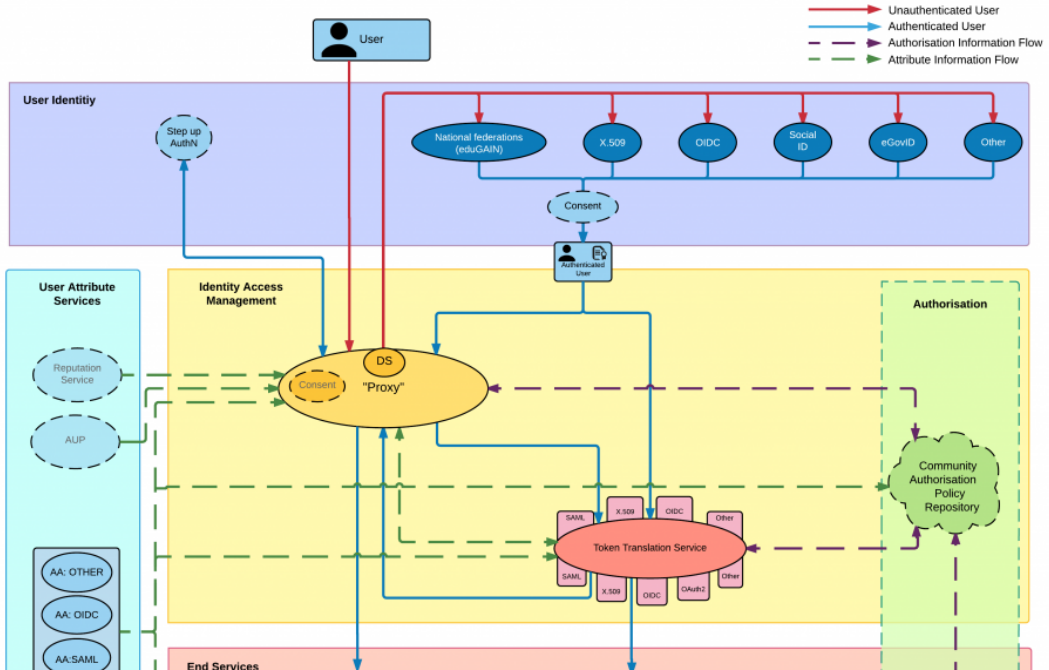 Unauthenticated User
Authenticated User
Authorisation Information Flow
Attribute Information Flow
User
User Identitiy
Step up
AuthN
National federations
(eduGAIN)
X.509
OIDC
Social
ID
eGovID
Other
Consent
Authenticated
User
User Attribute
Services
Identity Access
Management
Authorisation
DS
Reputation
Service
Consent
"Proxy"
AUP
Community
Authorisation
Policy
Repository
SAML
X.509
OIDC
Other
Token Translation Service
SAML
X.509
OIDC
OAuth2
Other
AA: OTHER
AA: OIDC
AA:SAML
End Services